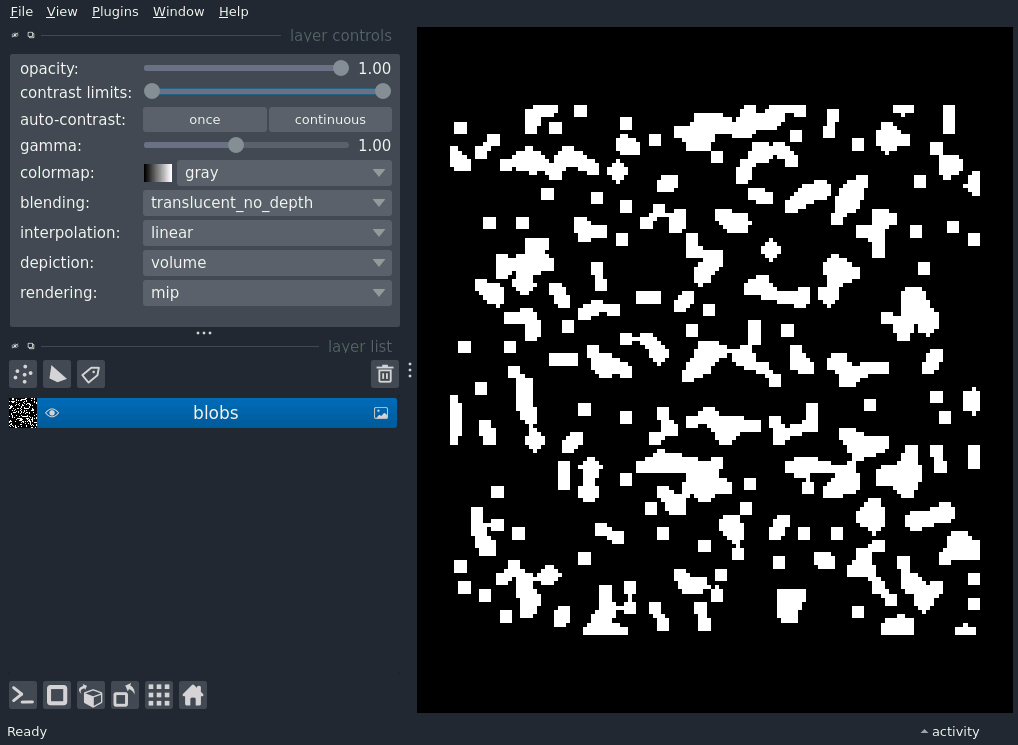 File View Plugins Window Help
layer controls
opacity: 1.00
contrast limits:
auto-contrast: once continuous
gamma: 1.00
colormap: gray
blending: translucent_no_depth
interpolation: linear
depiction: volume
rendering: mip
layer list
blobs
Ready activity